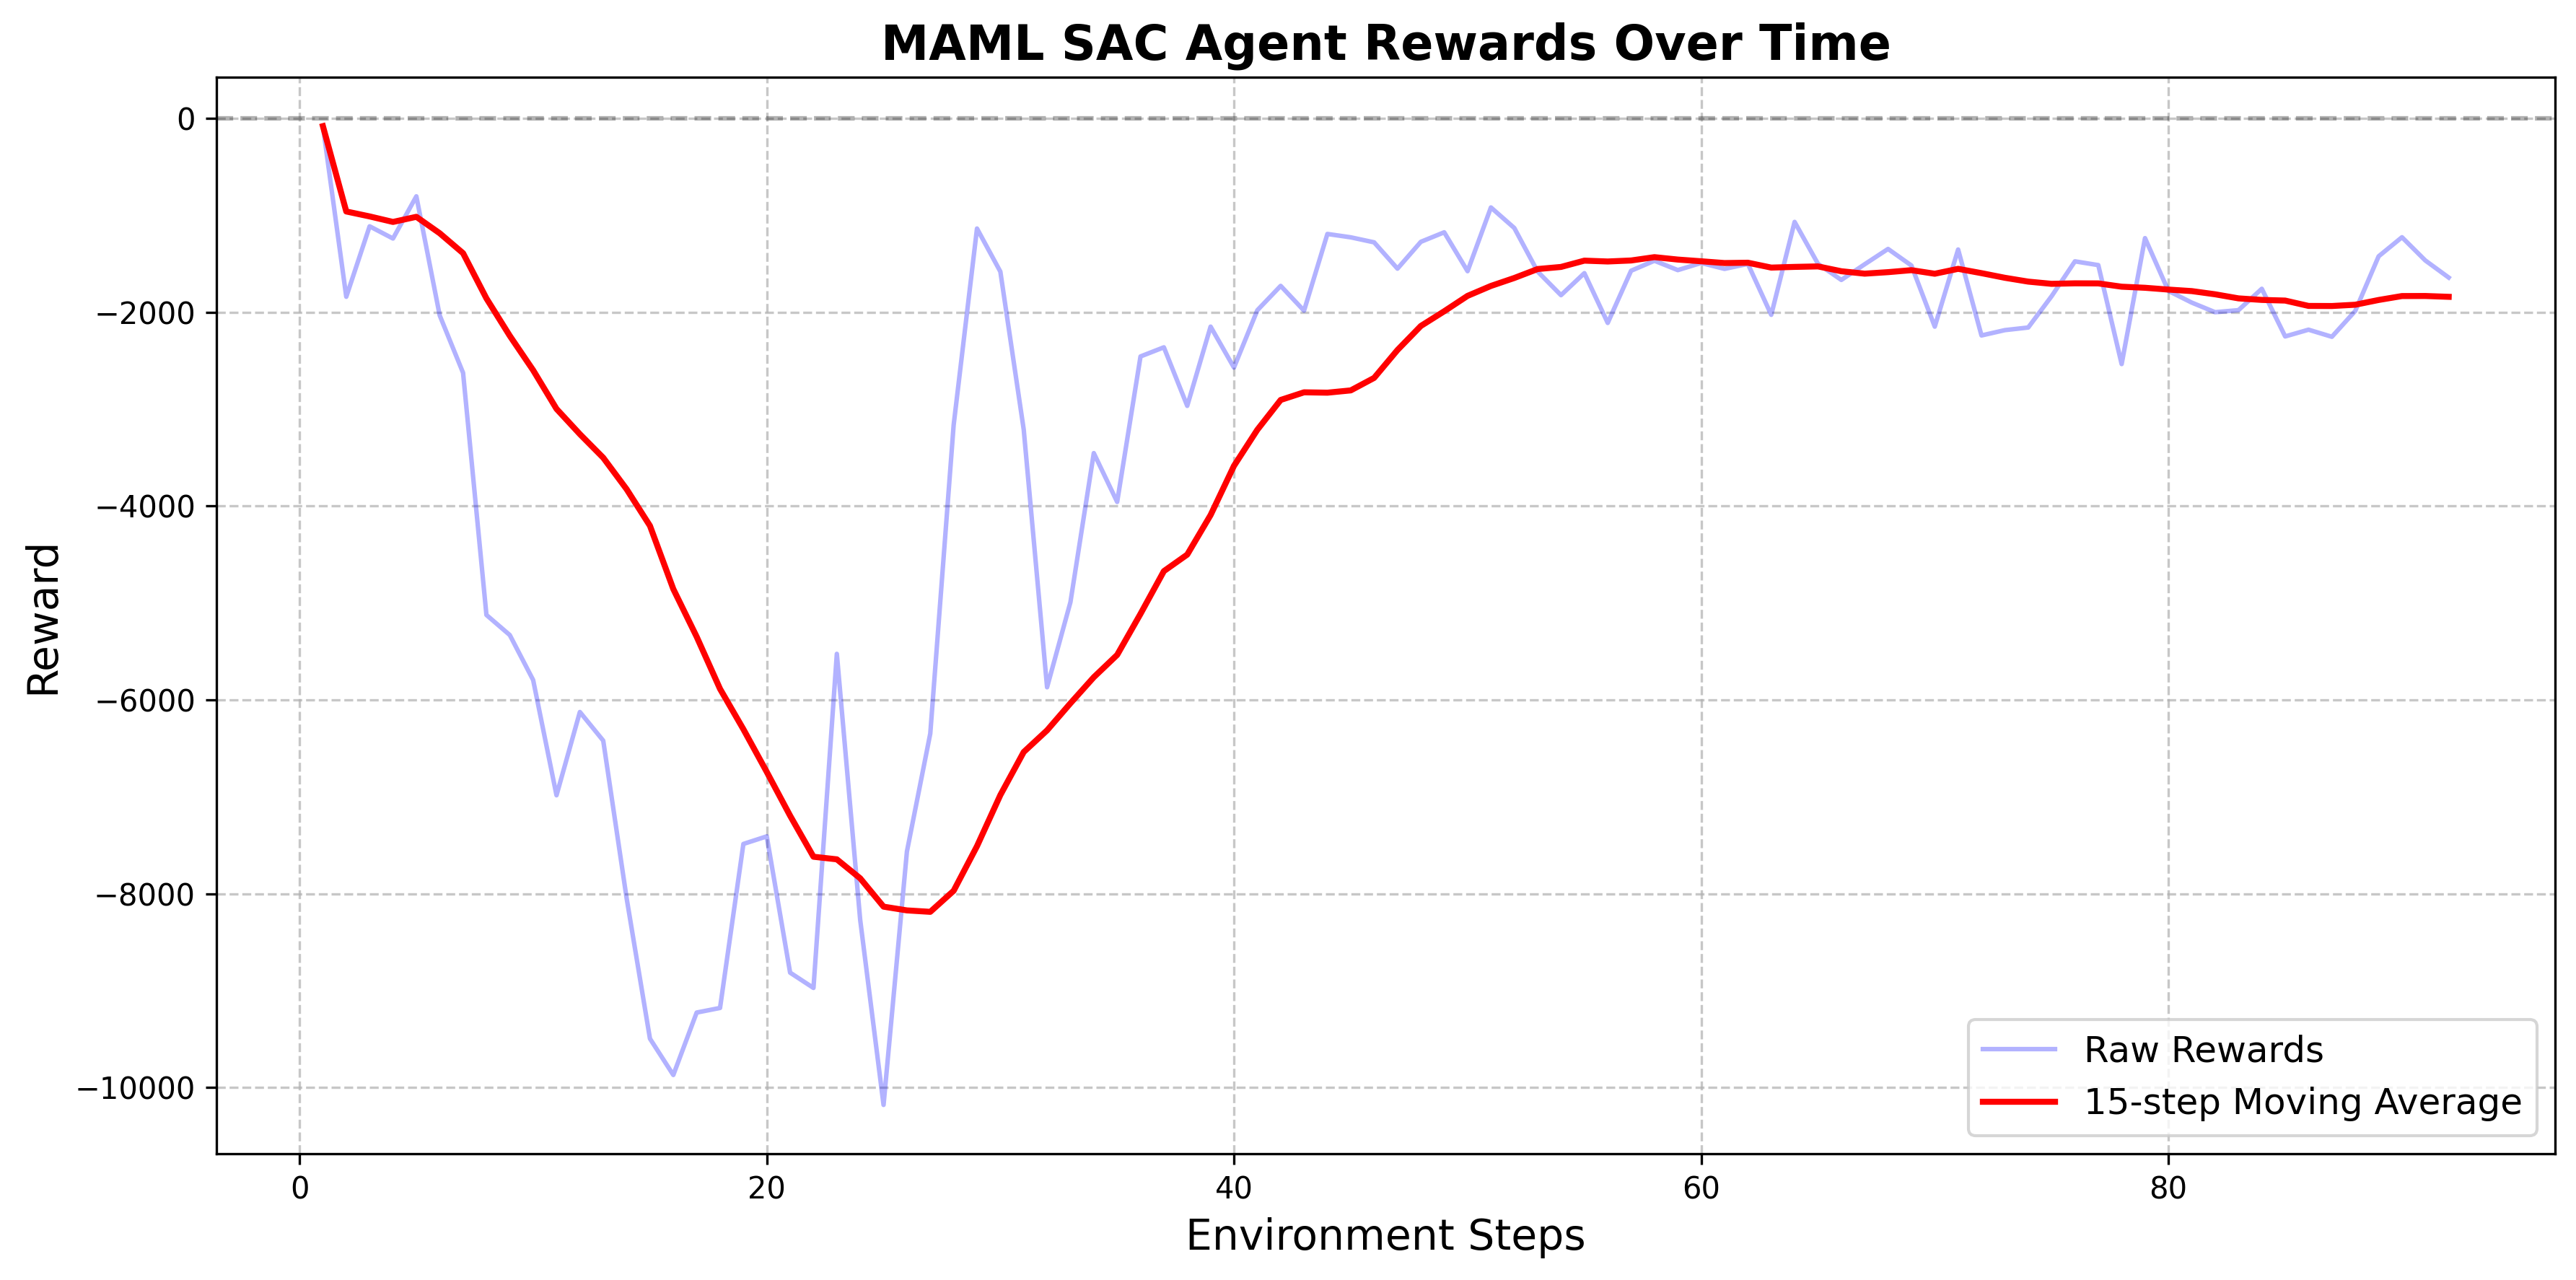 MAML SAC Agent Rewards Over Time
Reward
0
−2000
−4000
−6000
−8000
−10000
0 20 40 60 80
Environment Steps
Raw Rewards
15-step Moving Average